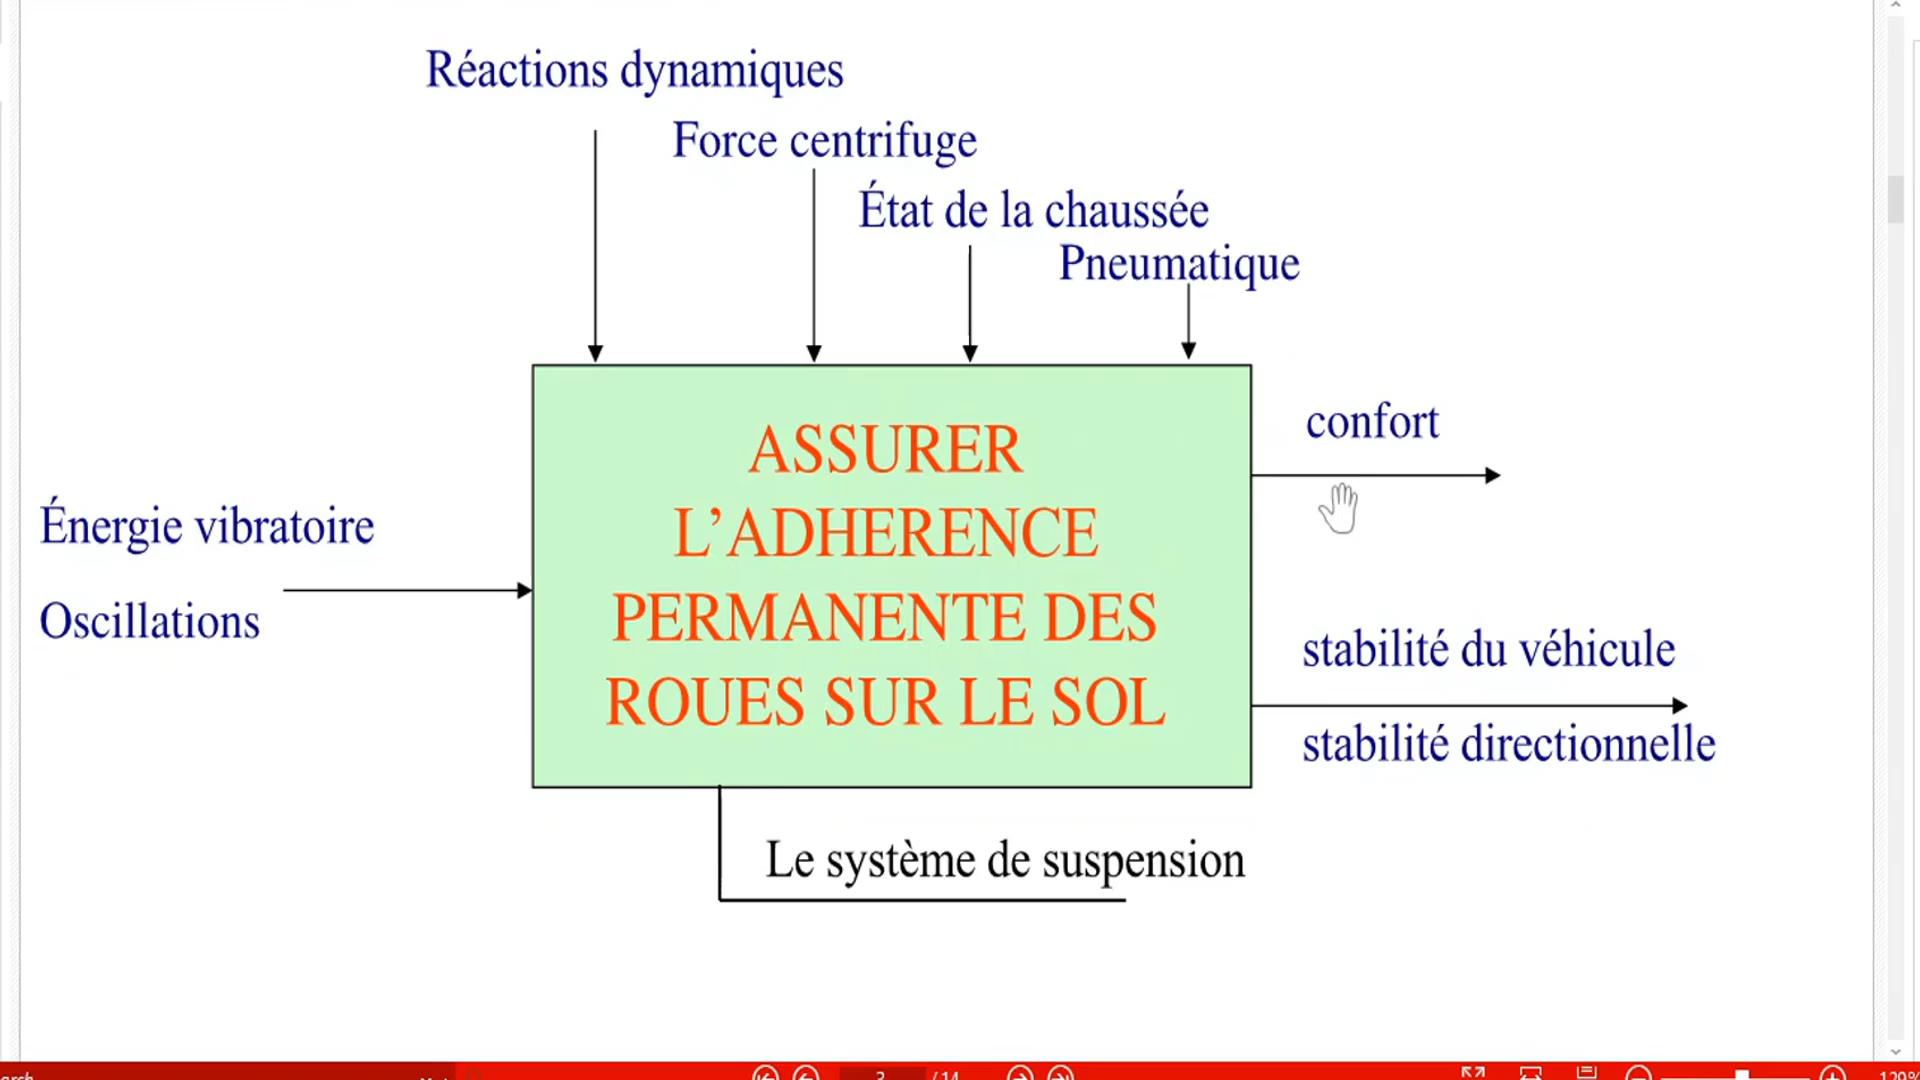 Réactions dynamiques
Force centrifuge
État de la chaussée
Pneumatique
ASSURER
L’ADHERENCE
PERMANENTE DES
ROUES SUR LE SOL
confort
Énergie vibratoire
Oscillations
stabilité du véhicule
stabilité directionnelle
Le système de suspension
/ 14